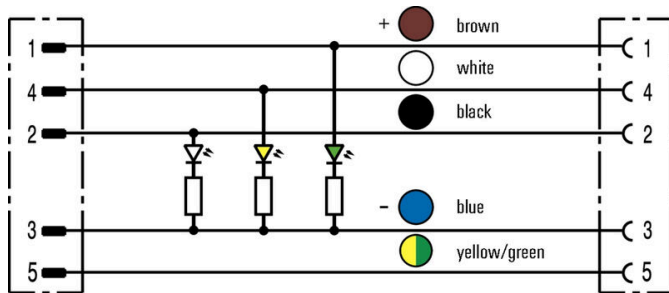 1 + brown 1
white
4 4
black
2 2
- blue
3 3
yellow/green
5 5